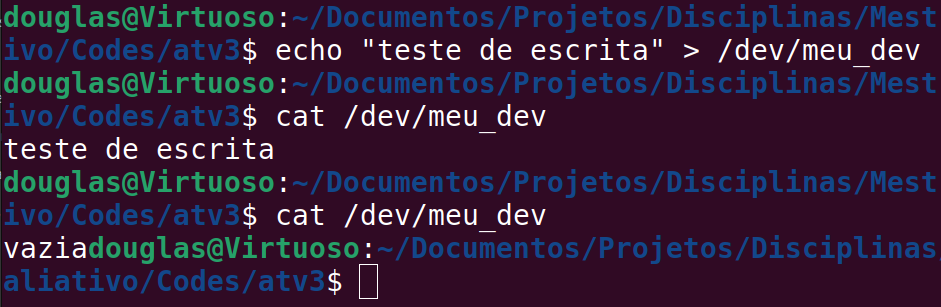 douglas@Virtuoso:~/Documentos/Projetos/Disciplinas/Mest
ivo/Codes/atv3$ echo "teste de escrita" > /dev/meu_dev
douglas@Virtuoso:~/Documentos/Projetos/Disciplinas/Mest
ivo/Codes/atv3$ cat /dev/meu_dev
teste de escrita
douglas@Virtuoso:~/Documentos/Projetos/Disciplinas/Mest
ivo/Codes/atv3$ cat /dev/meu_dev
vaziadouglas@Virtuoso:~/Documentos/Projetos/Disciplinas
aliativo/Codes/atv3$